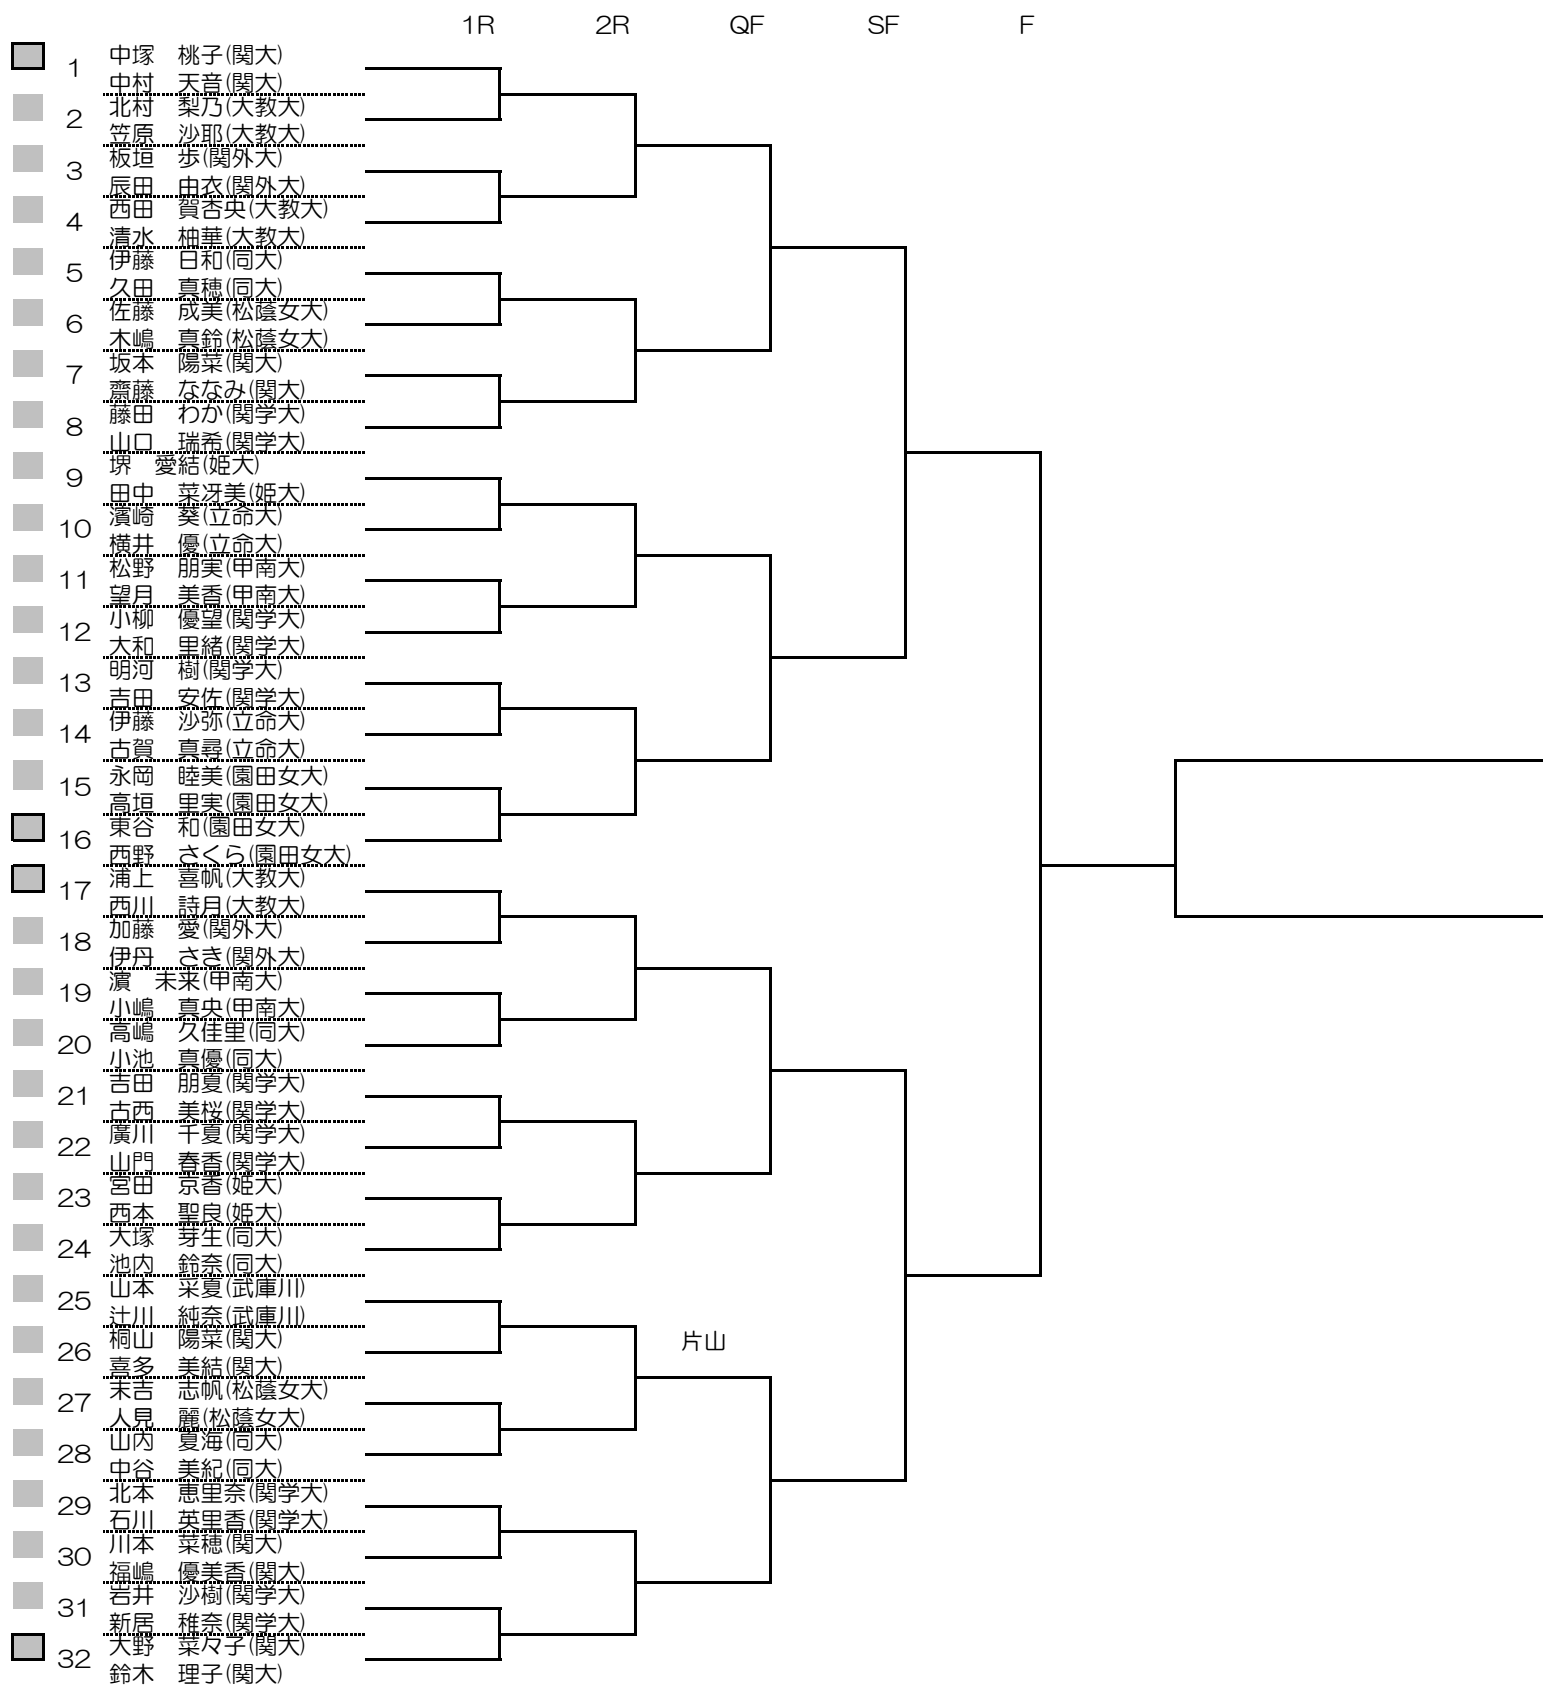 1R 2R QF SF F
中塚　桃子(関大)
1
中村　天音(関大)
北村　梨乃(大教大)
2
笠原　沙耶(大教大)
板垣　歩(関外大)
3
辰田　由衣(関外大)
西田　賀杏央(大教大)
4
清水　柚華(大教大)
伊藤　日和(同大)
5
久田　真穂(同大)
佐藤　成美(松蔭女大)
6
木嶋　真鈴(松蔭女大)
坂本　陽菜(関大)
7
齋藤　ななみ(関大)
藤田　わか(関学大)
8
山口　瑞希(関学大)
堺　愛結(姫大)
9
田中　菜冴美(姫大)
濱崎　葵(立命大)
10
横井　優(立命大)
松野　朋実(甲南大)
11
望月　美香(甲南大)
小柳　優望(関学大)
12
大和　里緒(関学大)
明河　樹(関学大)
13
吉田　安佐(関学大)
伊藤　沙弥(立命大)
14
古賀　真尋(立命大)
永岡　睦美(園田女大)
15
高垣　里実(園田女大)
東谷　和(園田女大)
16
西野　さくら(園田女大)
浦上　喜帆(大教大)
17
西川　詩月(大教大)
加藤　愛(関外大)
18
伊丹　さき(関外大)
濵　未来(甲南大)
19
小嶋　真央(甲南大)
高嶋　久佳里(同大)
20
小池　真優(同大)
吉田　朋夏(関学大)
21
古西　美桜(関学大)
廣川　千夏(関学大)
22
山門　春香(関学大)
宮田　京香(姫大)
23
西本　聖良(姫大)
大塚　芽生(同大)
24
池内　鈴奈(同大)
山本　采夏(武庫川)
25
辻川　純奈(武庫川)
桐山　陽菜(関大)
26
片山
喜多　美結(関大)
末吉　志帆(松蔭女大)
27
人見　麗(松蔭女大)
山内　夏海(同大)
28
中谷　美紀(同大)
北本　恵里奈(関学大)
29
石川　英里香(関学大)
川本　菜穂(関大)
30
福嶋　優美香(関大)
岩井　沙樹(関学大)
31
新居　稚奈(関学大)
大野　菜々子(関大)
32
鈴木　理子(関大)